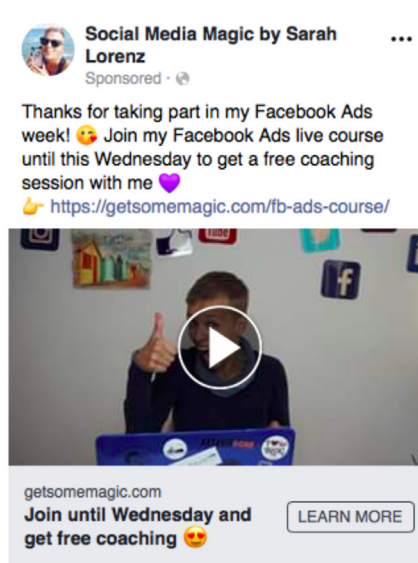 Social Media Magic by Sarah
Lorenz
Sponsored ·
Thanks for taking part in my Facebook Ads
week! 😘 Join my Facebook Ads live course
until this Wednesday to get a free coaching
session with me 💜
👉 https://getsomemagic.com/fb-ads-course/
Tube
getsomemagic.com
Join until Wednesday and
get free coaching 😍
LEARN MORE